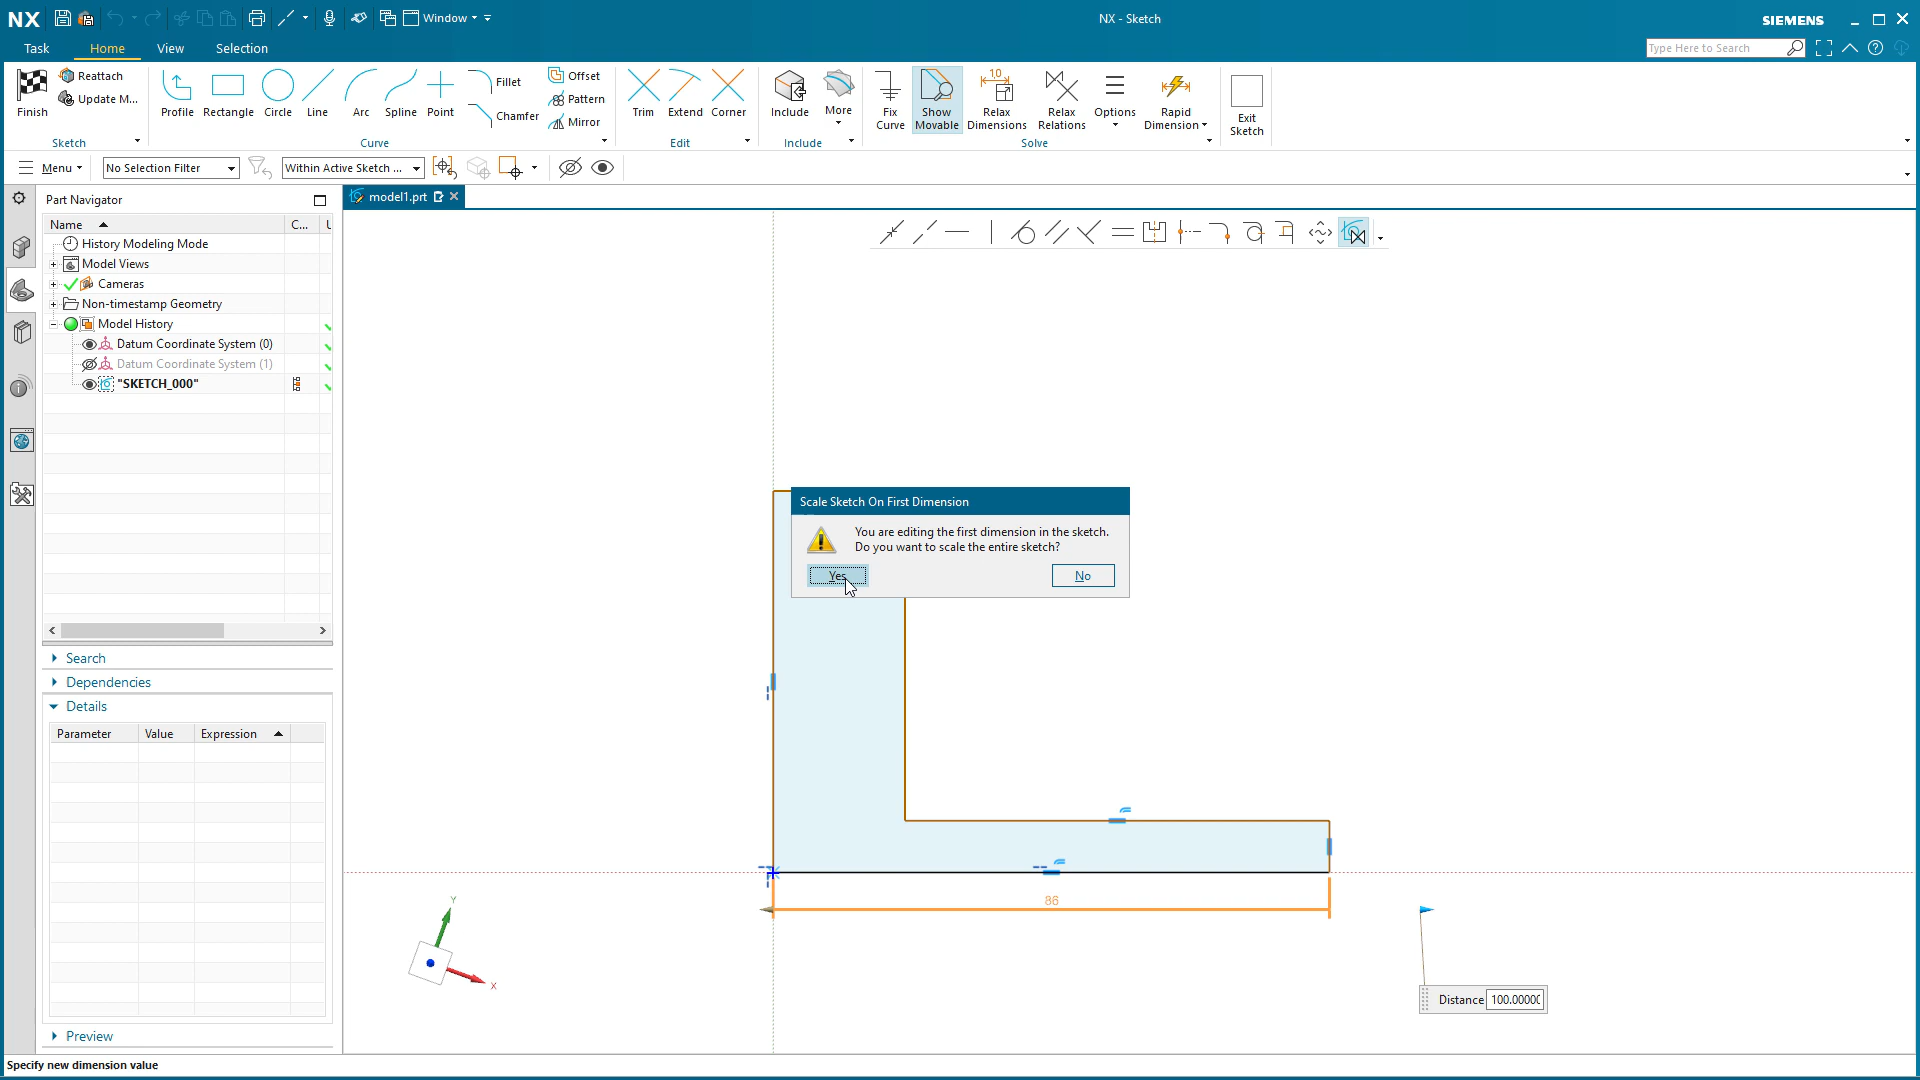 NX
Window
NX - Sketch
SIEMENS
Task
Home
View
Selection
Type Here to Search
Finish
Reattach
Update M...
Sketch
Profile
Rectangle
Circle
Line
Arc
Spline
Point
Fillet
Chamfer
Offset
Pattern
Mirror
Curve
Trim
Extend
Corner
Edit
Include
More
Include
Fix
Curve
Show
Movable
1,0
Relax
Dimensions
Relax
Relations
Options
Rapid
Dimension
Solve
Exit
Sketch
Menu
No Selection Filter
Within Active Sketch ...
Part Navigator
model1.prt
Name
C...
History Modeling Mode
Model Views
Cameras
Non-timestamp Geometry
Model History
Datum Coordinate System (0)
Datum Coordinate System (1)
"SKETCH_000"
Search
Dependencies
Details
Parameter
Value
Expression
Preview
Scale Sketch On First Dimension
You are editing the first dimension in the sketch.
Do you want to scale the entire sketch?
Yes
No
86
Y
X
Distance
Specify new dimension value